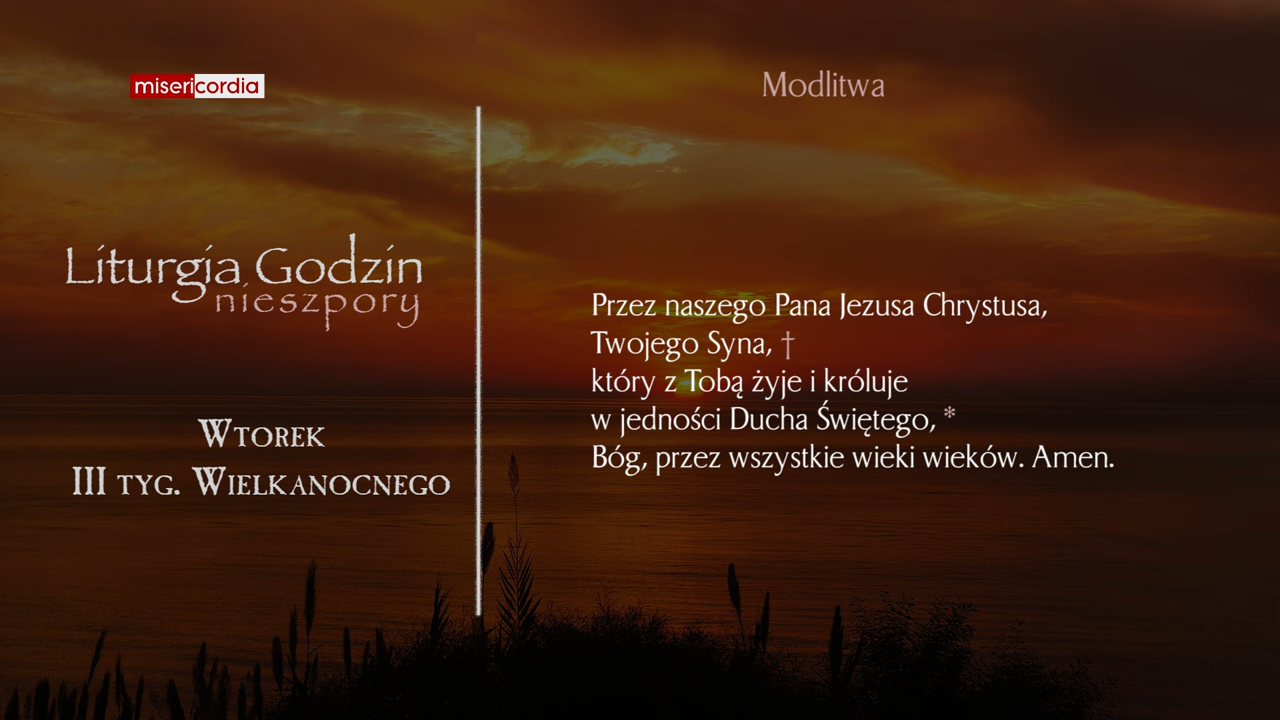 misericordia
Modlitwa
Liturgia Godzin
nieszpory
Wtorek
III tyg. Wielkanocnego
Przez naszego Pana Jezusa Chrystusa,
Twojego Syna, †
który z Tobą żyje i króluje
w jedności Ducha Świętego, *
Bóg, przez wszystkie wieki wieków. Amen.